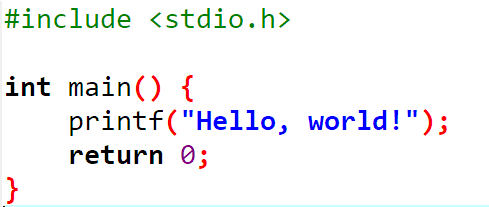 #include <stdio.h>

int main() {
    printf("Hello, world!");
    return 0;
}